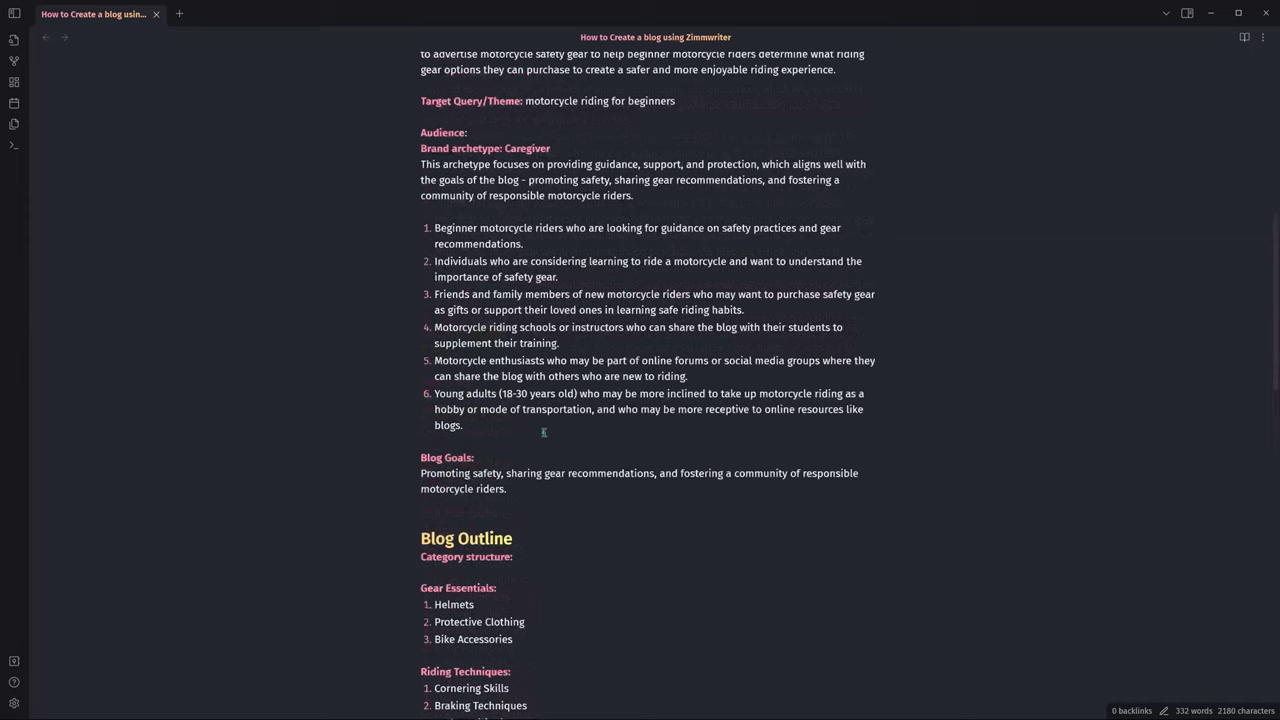 How to Create a blog usin...
How to Create a blog using Zimmwriter
to advertise motorcycle safety gear to help beginner motorcycle riders determine what riding
gear options they can purchase to create a safer and more enjoyable riding experience.
Target Query/Theme: motorcycle riding for beginners
Audience:
Brand archetype: Caregiver
This archetype focuses on providing guidance, support, and protection, which aligns well with
the goals of the blog - promoting safety, sharing gear recommendations, and fostering a
community of responsible motorcycle riders.
1. Beginner motorcycle riders who are looking for guidance on safety practices and gear
recommendations.
2. Individuals who are considering learning to ride a motorcycle and want to understand the
importance of safety gear.
3. Friends and family members of new motorcycle riders who may want to purchase safety gear
as gifts or support their loved ones in learning safe riding habits.
4. Motorcycle riding schools or instructors who can share the blog with their students to
supplement their training.
5. Motorcycle enthusiasts who may be part of online forums or social media groups where they
can share the blog with others who are new to riding.
6. Young adults (18-30 years old) who may be more inclined to take up motorcycle riding as a
hobby or mode of transportation, and who may be more receptive to online resources like
blogs.
Blog Goals:
Promoting safety, sharing gear recommendations, and fostering a community of responsible
motorcycle riders.
Blog Outline
Category structure:
Gear Essentials:
1. Helmets
2. Protective Clothing
3. Bike Accessories
Riding Techniques:
1. Cornering Skills
2. Braking Techniques
0 backlinks 332 words 2180 characters